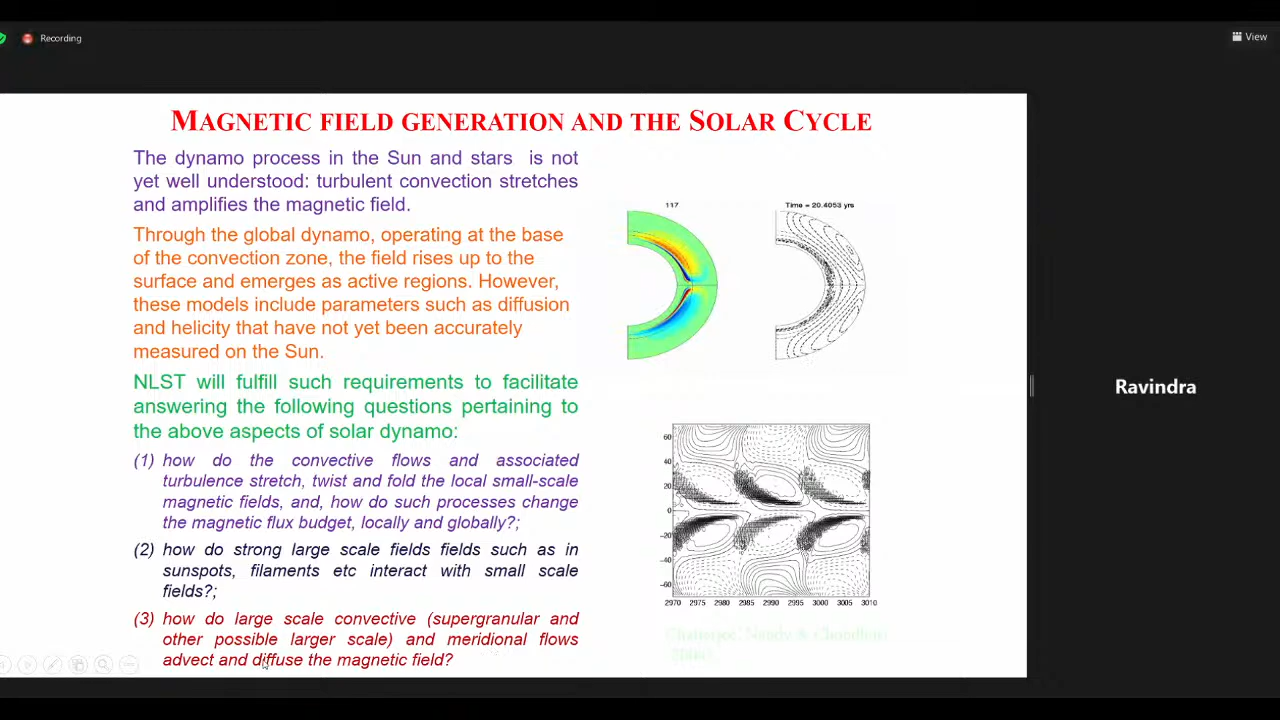 Recording
View
MAGNETIC FIELD GENERATION AND THE SOLAR CYCLE
The dynamo process in the Sun and stars is not
yet well understood: turbulent convection stretches
and amplifies the magnetic field.
Through the global dynamo, operating at the base
of the convection zone, the field rises up to the
surface and emerges as active regions. However,
these models include parameters such as diffusion
and helicity that have not yet been accurately
measured on the Sun.
NLST will fulfill such requirements to facilitate
answering the following questions pertaining to
the above aspects of solar dynamo:
(1) how do the convective flows and associated
turbulence stretch, twist and fold the local small-scale
magnetic fields, and, how do such processes change
the magnetic flux budget, locally and globally?;
(2) how do strong large scale fields fields such as in
sunspots, filaments etc interact with small scale
fields?;
(3) how do large scale convective (supergranular and
other possible larger scale) and meridional flows
advect and diffuse the magnetic field?
117
Time = 20.4053 yrs
60
40
20
0
-20
-40
-60
2970 2975 2980 2985 2990 2995 3000 3005 3010
Chatterjee, Nandy & Choudhuri
Ravindra